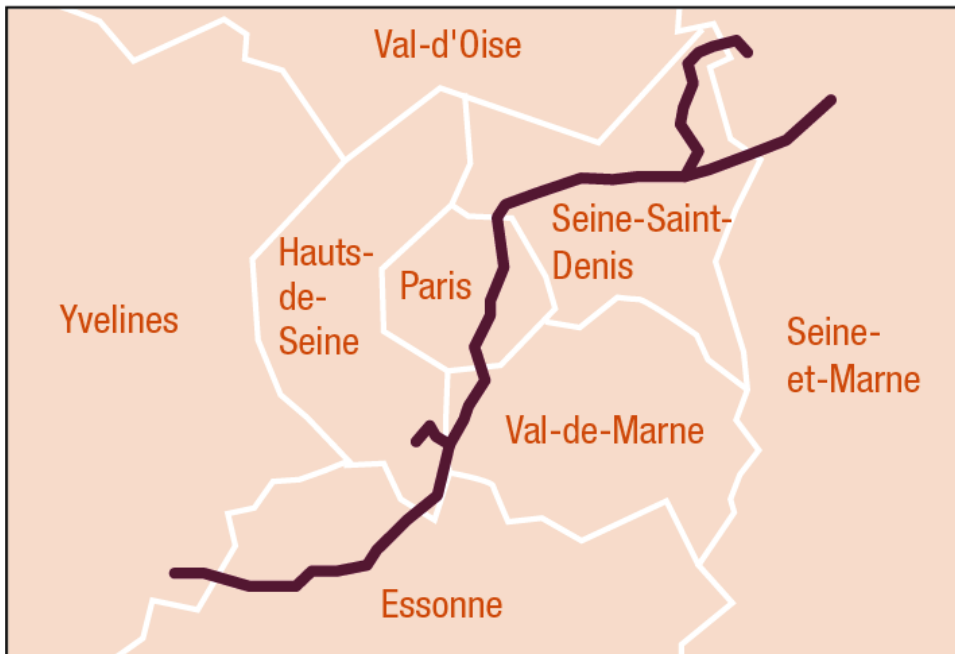 Val-d'Oise
Seine-Saint-
Denis
Hauts-
de-
Seine
Paris
Yvelines
Seine-
et-Marne
Val-de-Marne
Essonne